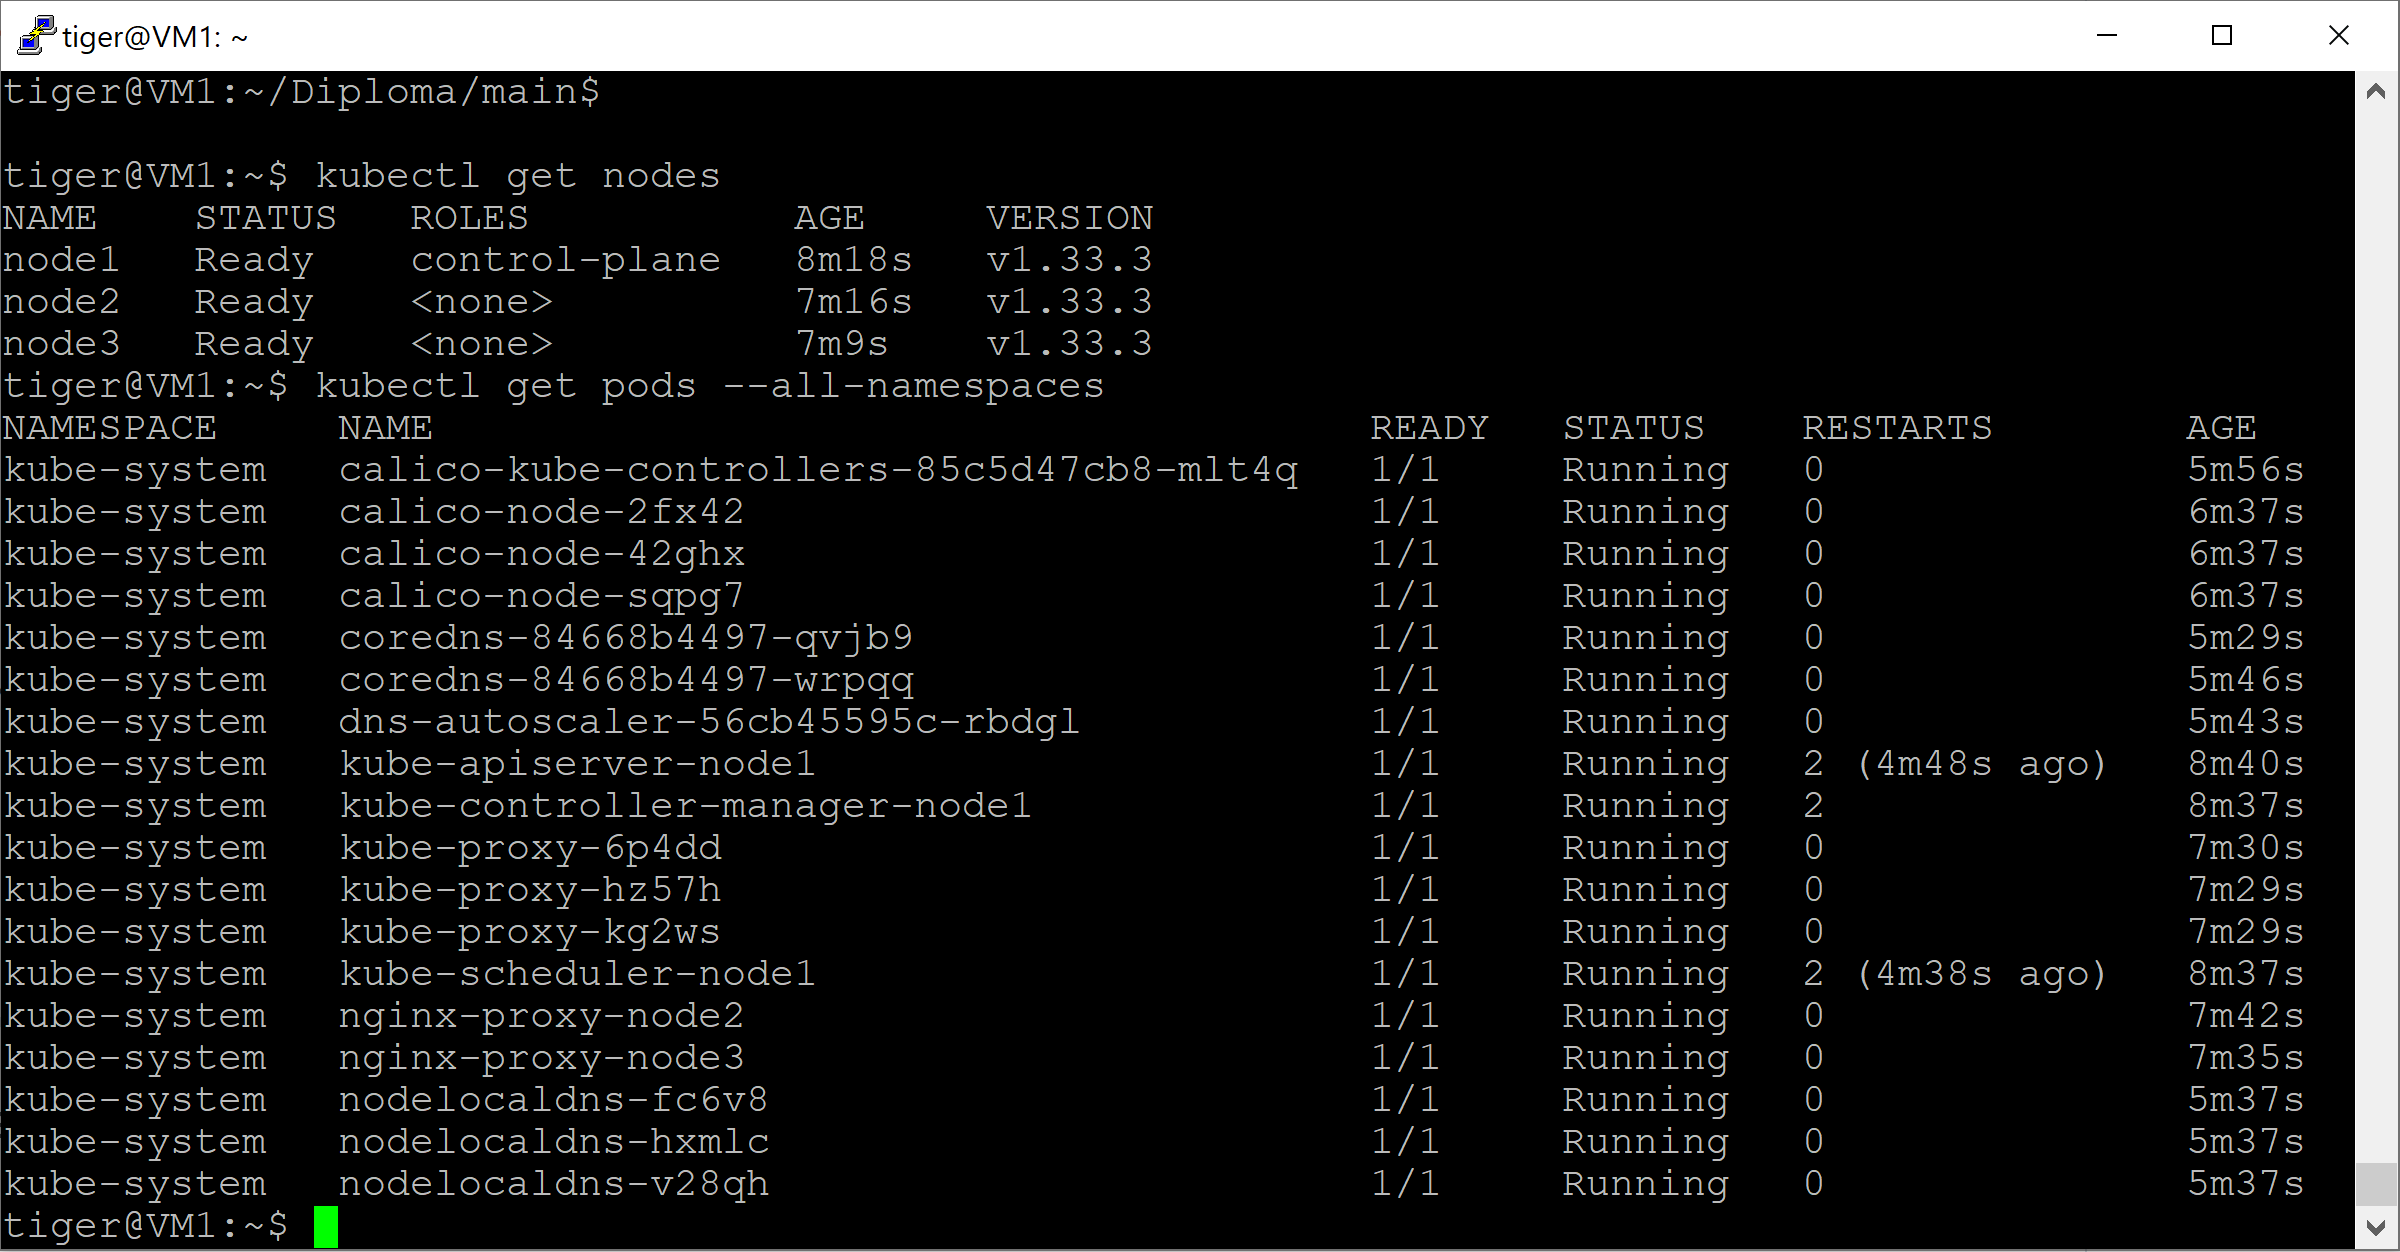 tiger@VM1: ~
tiger@VM1:~/Diploma/main$
tiger@VM1:~$ kubectl get nodes
NAME    STATUS   ROLES           AGE     VERSION
node1   Ready    control-plane   8m18s   v1.33.3
node2   Ready    <none>          7m16s   v1.33.3
node3   Ready    <none>          7m9s    v1.33.3
tiger@VM1:~$ kubectl get pods --all-namespaces
NAMESPACE     NAME                                       READY   STATUS    RESTARTS        AGE
kube-system   calico-kube-controllers-85c5d47cb8-mlt4q   1/1     Running   0               5m56s
kube-system   calico-node-2fx42                          1/1     Running   0               6m37s
kube-system   calico-node-42ghx                          1/1     Running   0               6m37s
kube-system   calico-node-sqpg7                          1/1     Running   0               6m37s
kube-system   coredns-84668b4497-qvjb9                   1/1     Running   0               5m29s
kube-system   coredns-84668b4497-wrpqq                   1/1     Running   0               5m46s
kube-system   dns-autoscaler-56cb45595c-rbdgl            1/1     Running   0               5m43s
kube-system   kube-apiserver-node1                       1/1     Running   2 (4m48s ago)   8m40s
kube-system   kube-controller-manager-node1              1/1     Running   2               8m37s
kube-system   kube-proxy-6p4dd                           1/1     Running   0               7m30s
kube-system   kube-proxy-hz57h                           1/1     Running   0               7m29s
kube-system   kube-proxy-kg2ws                           1/1     Running   0               7m29s
kube-system   kube-scheduler-node1                       1/1     Running   2 (4m38s ago)   8m37s
kube-system   nginx-proxy-node2                          1/1     Running   0               7m42s
kube-system   nginx-proxy-node3                          1/1     Running   0               7m35s
kube-system   nodelocaldns-fc6v8                         1/1     Running   0               5m37s
kube-system   nodelocaldns-hxmlc                         1/1     Running   0               5m37s
kube-system   nodelocaldns-v28qh                         1/1     Running   0               5m37s
tiger@VM1:~$